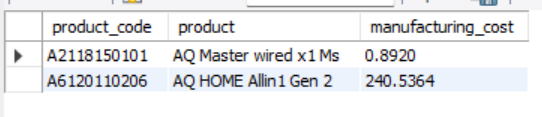 product_code product manufacturing_cost
A2118150101 AQ Master wired x1 Ms 0.8920
A6120110206 AQ HOME Allin1 Gen 2 240.5364